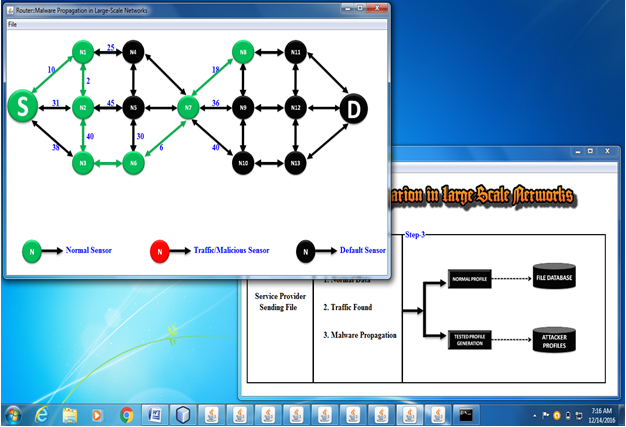 Router:Malware Propagation in Large-Scale Networks
File
N1
25
N4
N8
N11
10
2
18
S
31
N2
45
N5
N7
36
N9
N12
D
38
40
30
6
40
N3
N6
N10
N13
N
Normal Sensor
N
Traffic/Malicious Sensor
N
Default Sensor
ation in Large Scale Networks
Step-3
1. Normal Data
Service Provider
Sending File
2. Traffic Found
3. Malware Propagation
NORMAL PROFILE
FILE DATABASE
TESTED PROFILE
GENERATION
ATTACKER
PROFILES
7:16 AM
12/14/2016